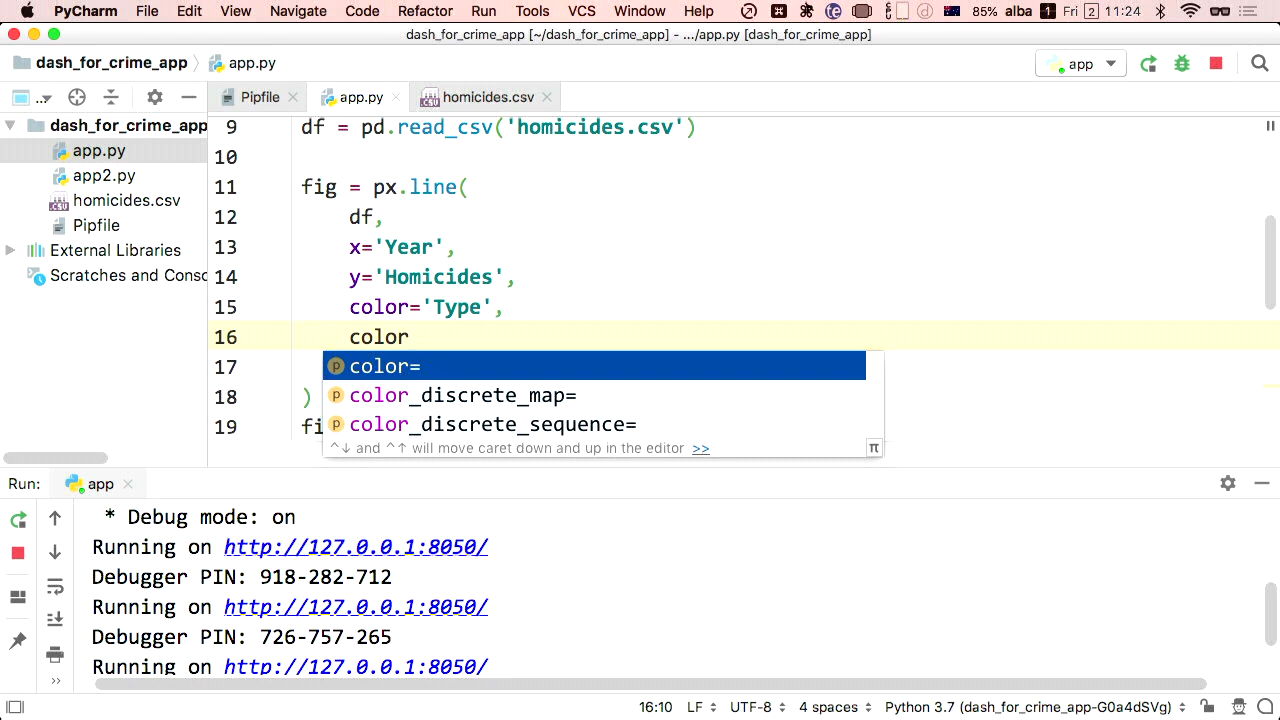 PyCharm File Edit View Navigate Code Refactor Run Tools VCS Window Help 85% alba 1 Fri 2 11:24
dash_for_crime_app [~/dash_for_crime_app] - .../app.py [dash_for_crime_app]
dash_for_crime_app app.py app
... Pipfile app.py homicides.csv
dash_for_crime_app
app.py
app2.py
homicides.csv
Pipfile
External Libraries
Scratches and Consc
9 df = pd.read_csv('homicides.csv')
10
11 fig = px.line(
12 df,
13 x='Year',
14 y='Homicides',
15 color='Type',
16 color
17
18 )
19 fi
p color=
p color_discrete_map=
p color_discrete_sequence=
^↓ and ^↑ will move caret down and up in the editor >> π
Run: app
* Debug mode: on
Running on http://127.0.0.1:8050/
Debugger PIN: 918-282-712
Running on http://127.0.0.1:8050/
Debugger PIN: 726-757-265
Running on http://127.0.0.1:8050/
16:10 LF UTF-8 4 spaces Python 3.7 (dash_for_crime_app-G0a4dSVg)